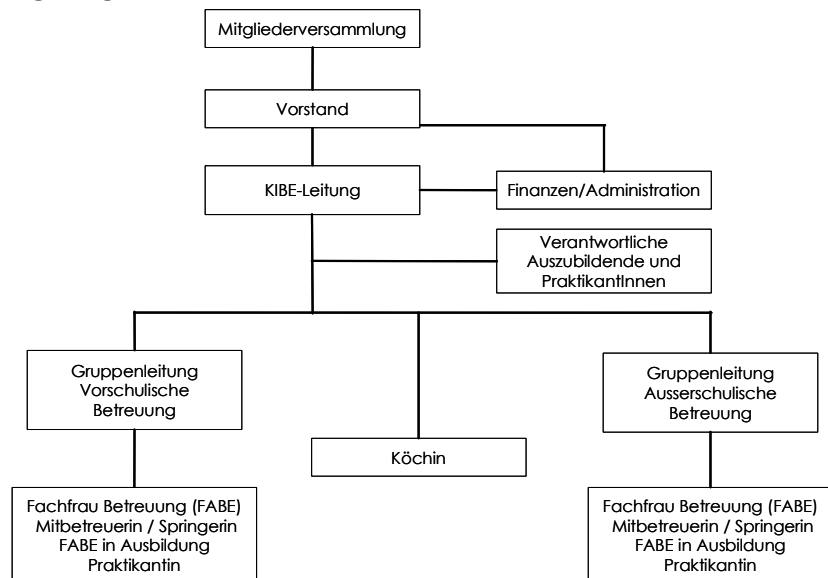 Mitgliederversammlung
Vorstand
KIBE-Leitung
Finanzen/Administration
Verantwortliche
Auszubildende und
PraktikantInnen
Gruppenleitung
Vorschulische
Betreuung
Gruppenleitung
Ausserschulische
Betreuung
Köchin
Fachfrau Betreuung (FABE)
Mitbetreuerin / Springerin
FABE in Ausbildung
Praktikantin
Fachfrau Betreuung (FABE)
Mitbetreuerin / Springerin
FABE in Ausbildung
Praktikantin